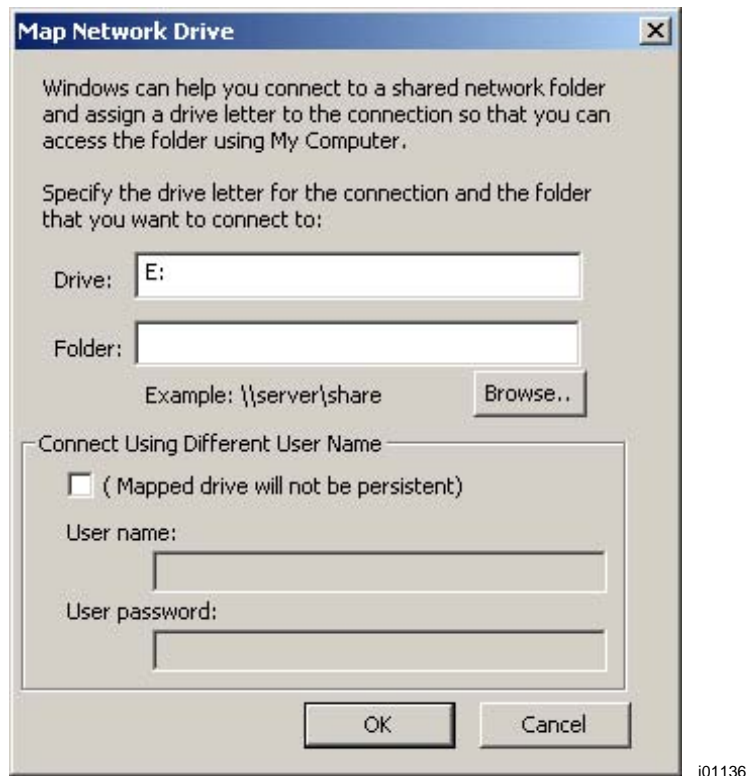 Map Network Drive
Windows can help you connect to a shared network folder
and assign a drive letter to the connection so that you can
access the folder using My Computer.
Specify the drive letter for the connection and the folder
that you want to connect to:
Drive: E:
Folder:
Example: \\server\share Browse..
Connect Using Different User Name
( Mapped drive will not be persistent)
User name:
User password:
OK Cancel
i01136